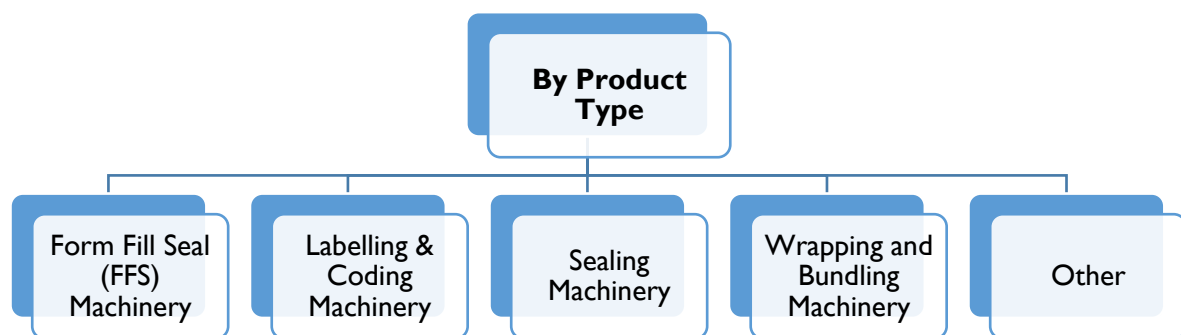 By Product
Type
Form Fill Seal
(FFS)
Machinery
Labelling &
Coding
Machinery
Sealing
Machinery
Wrapping and
Bundling
Machinery
Other